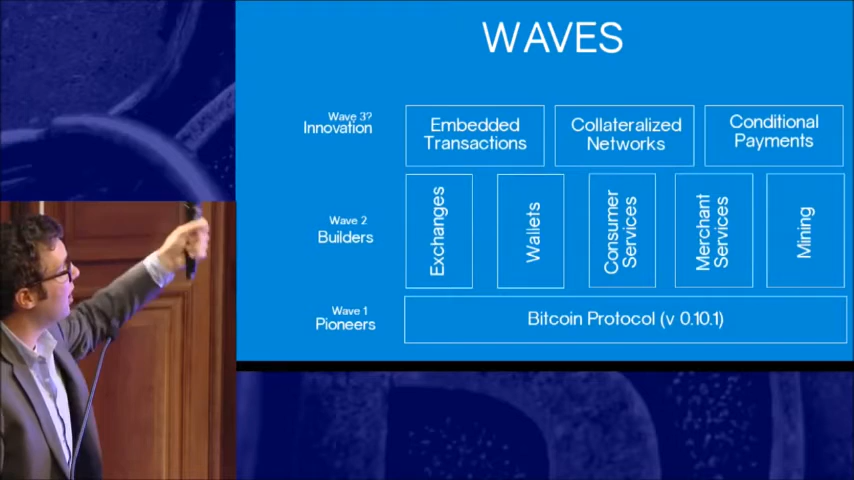 WAVES
Wave 3?
Innovation
Embedded
Transactions
Collateralized
Networks
Conditional
Payments
Wave 2
Builders
Exchanges
Wallets
Consumer
Services
Merchant
Services
Mining
Wave 1
Pioneers
Bitcoin Protocol (v 0.10.1)